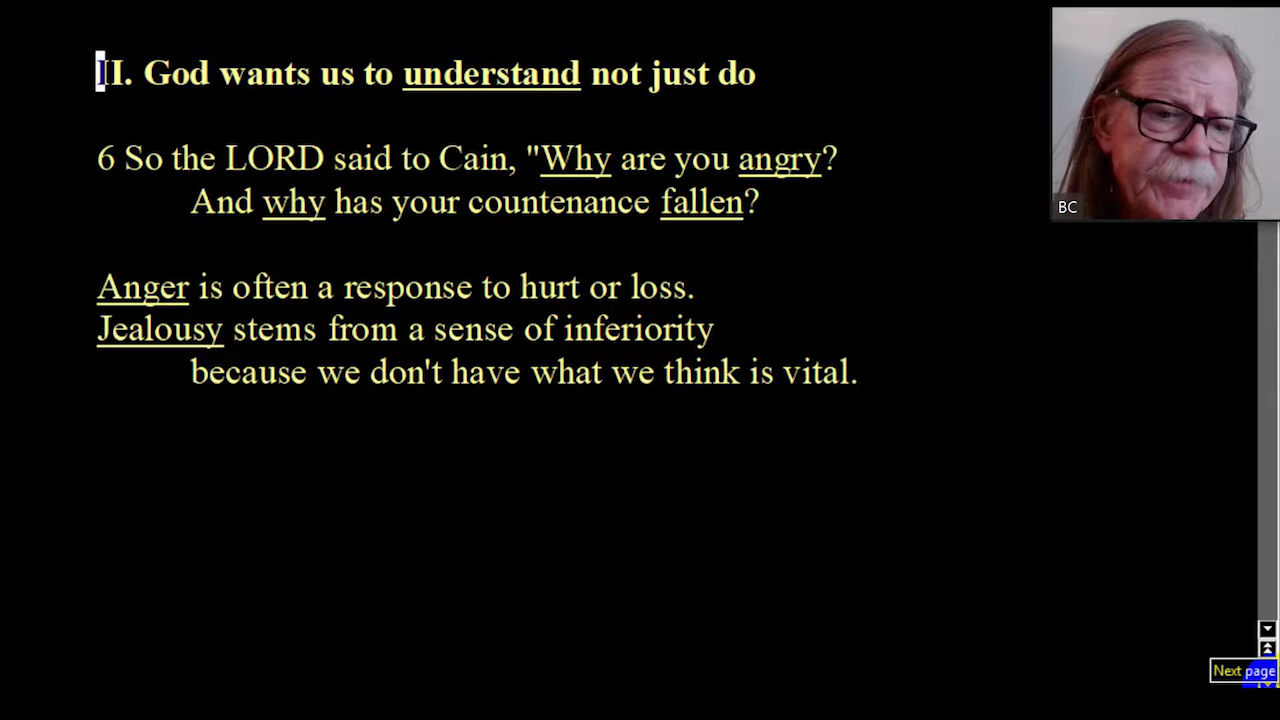 II. God wants us to understand not just do
6 So the LORD said to Cain, "Why are you angry?
And why has your countenance fallen?
Anger is often a response to hurt or loss.
Jealousy stems from a sense of inferiority
because we don't have what we think is vital.
BC
Next page